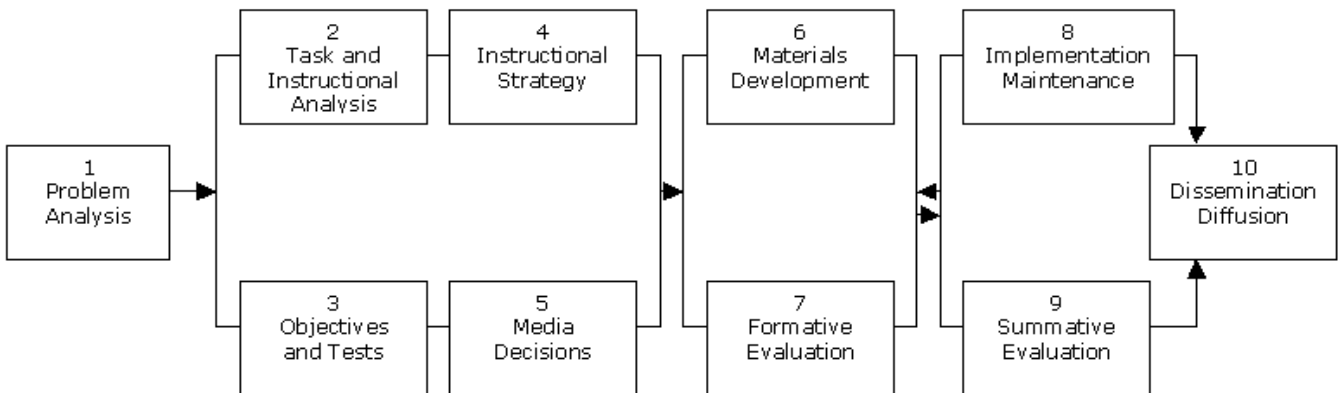 1
Problem
Analysis
2
Task and
Instructional
Analysis
3
Objectives
and Tests
4
Instructional
Strategy
5
Media
Decisions
6
Materials
Development
7
Formative
Evaluation
8
Implementation
Maintenance
9
Summative
Evaluation
10
Dissemination
Diffusion